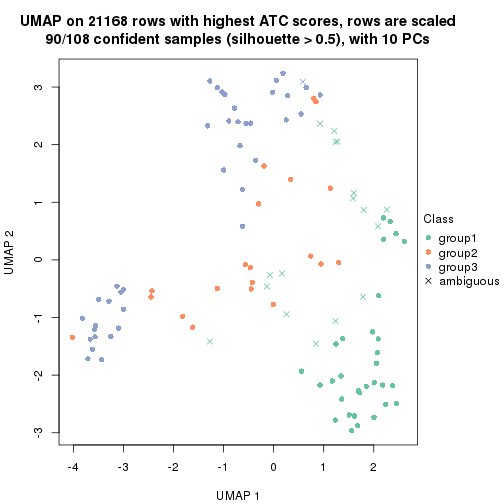 UMAP on 21168 rows with highest ATC scores, rows are scaled
90/108 confident samples (silhouette > 0.5), with 10 PCs
3
2
1
0
-1
-2
-3
UMAP 2
-4 -3 -2 -1 0 1 2
UMAP 1
Class
group1
group2
group3
ambiguous